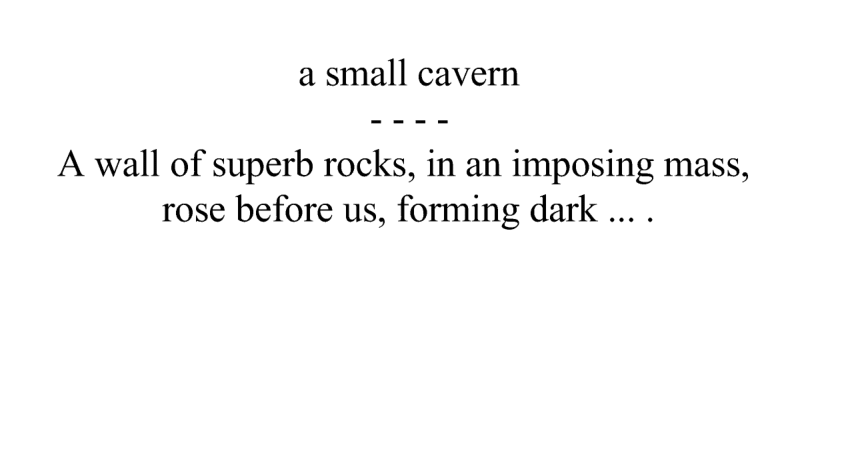 a small cavern
- - - -
A wall of superb rocks, in an imposing mass,
rose before us, forming dark ... .